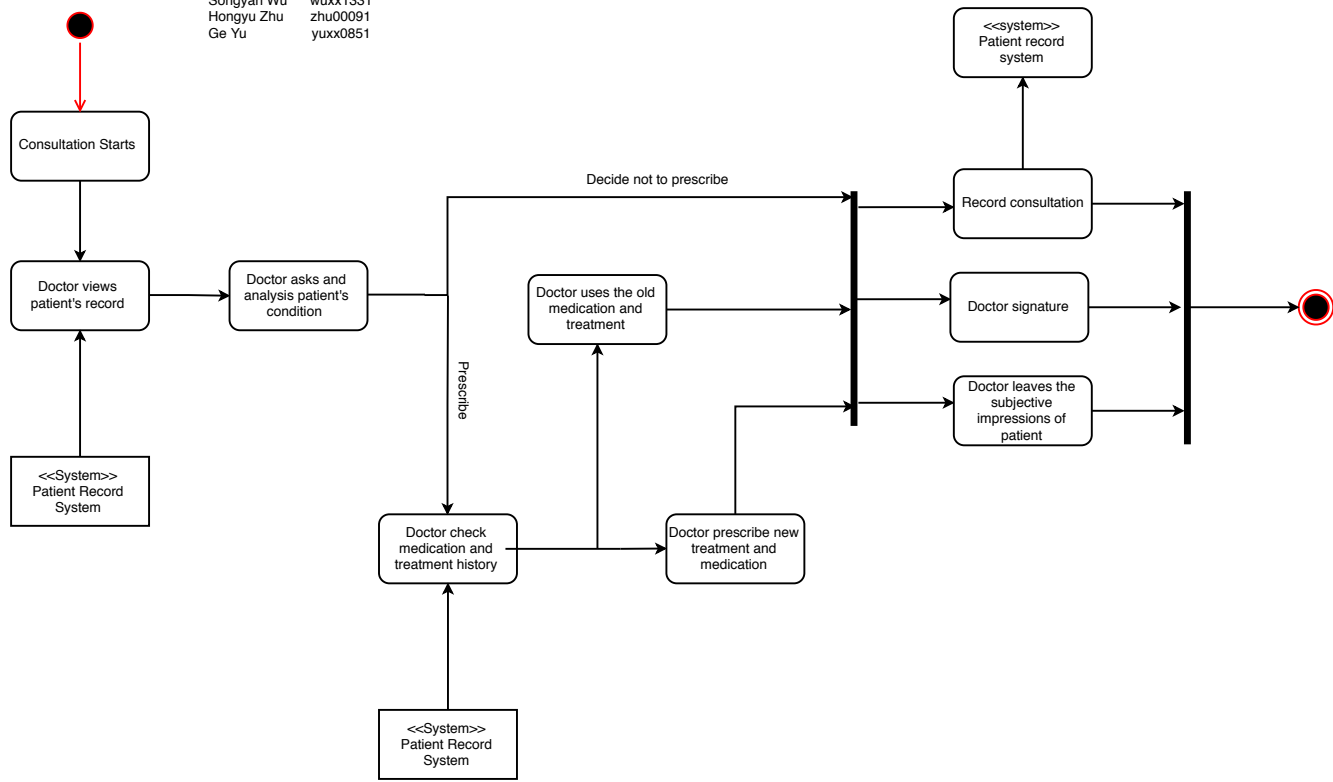 Songyan Wu wuxx1331
Hongyu Zhu zhu00091
Ge Yu yuxx0851
<<system>>
Patient record
system
Consultation Starts
Decide not to prescribe
Record consultation
Doctor views
patient's record
Doctor asks and
analysis patient's
condition
Doctor uses the old
medication and
treatment
Doctor signature
Prescribe
Doctor leaves the
subjective
impressions of
patient
<<System>>
Patient Record
System
Doctor check
medication and
treatment history
Doctor prescribe new
treatment and
medication
<<System>>
Patient Record
System